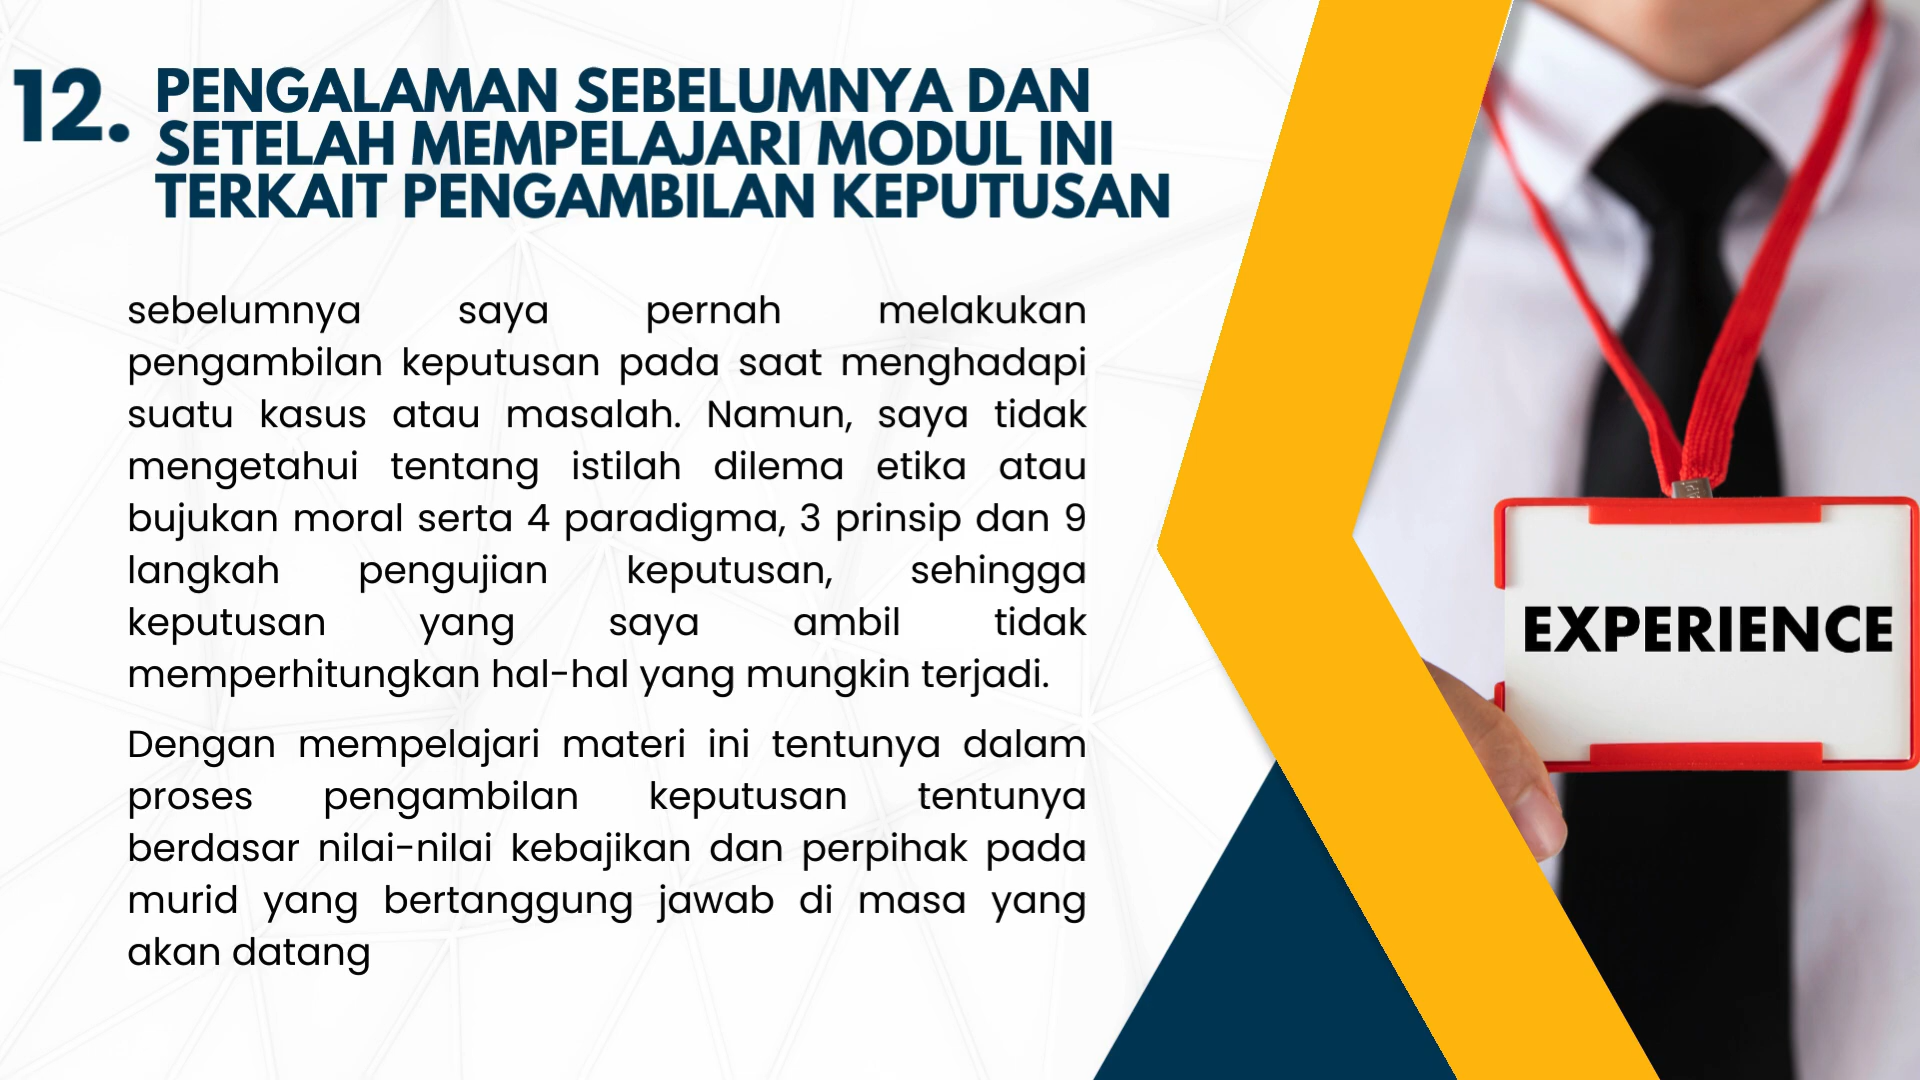 12.
PENGALAMAN SEBELUMNYA DAN
SETELAH MEMPELAJARI MODUL INI
TERKAIT PENGAMBILAN KEPUTUSAN
sebelumnya saya pernah melakukan
pengambilan keputusan pada saat menghadapi
suatu kasus atau masalah. Namun, saya tidak
mengetahui tentang istilah dilema etika atau
bujukan moral serta 4 paradigma, 3 prinsip dan 9
langkah pengujian keputusan, sehingga
keputusan yang saya ambil tidak
memperhitungkan hal-hal yang mungkin terjadi.
Dengan mempelajari materi ini tentunya dalam
proses pengambilan keputusan tentunya
berdasar nilai-nilai kebajikan dan perpihak pada
murid yang bertanggung jawab di masa yang
akan datang
EXPERIENCE